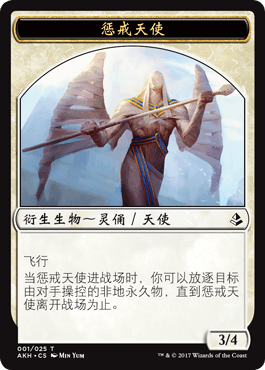 惩戒天使
衍生生物～灵俑 / 天使
飞行
当惩戒天使进战场时，你可以放逐目标
由对手操控的非地永久物，直到惩戒天
使离开战场为止。
3/4
001/025 T
AKH • CS MIN YUM
™ & © 2017 Wizards of the Coast